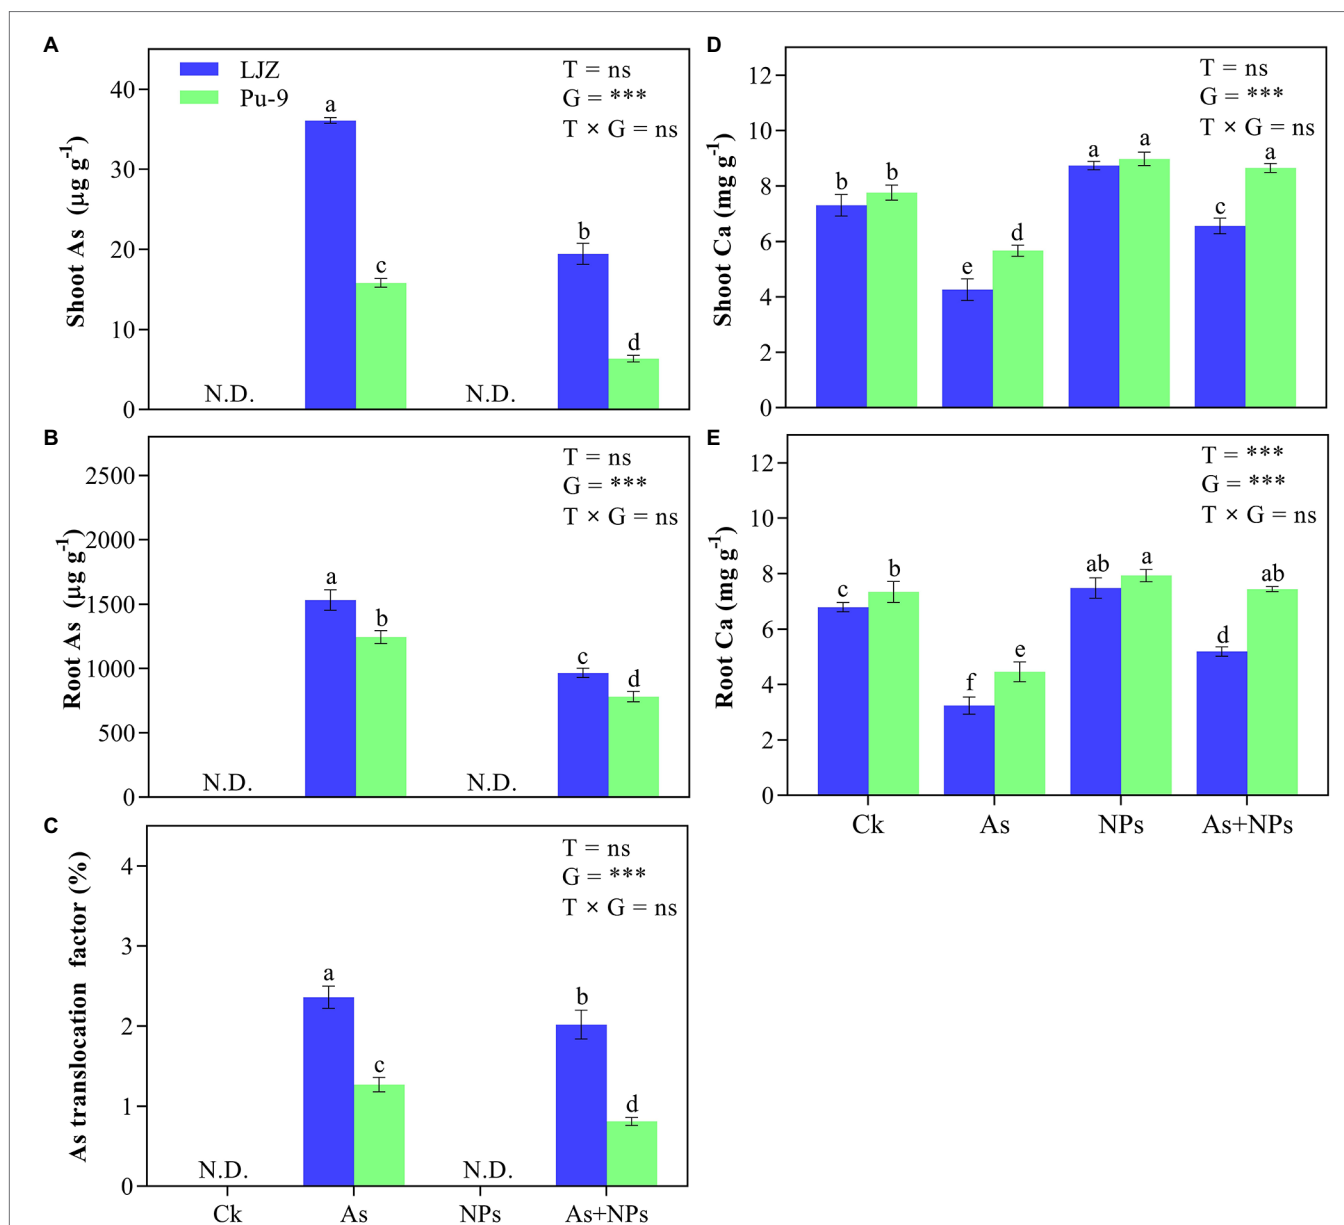 A
LJZ
Pu-9
T = ns
G = ***
T × G = ns
Shoot As (μg g⁻¹)
40
30
20
10
0
N.D.
a
c
N.D.
b
d
B
T = ns
G = ***
T × G = ns
Root As (μg g⁻¹)
2500
2000
1500
1000
500
0
N.D.
a
b
N.D.
c
d
C
T = ns
G = ***
T × G = ns
As translocation factor (%)
4
3
2
1
0
N.D.
a
c
N.D.
b
d
Ck
As
NPs
As+NPs
D
T = ns
G = ***
T × G = ns
Shoot Ca (mg g⁻¹)
12
10
8
6
4
2
0
b
b
e
d
a
a
c
a
E
T = ***
G = ***
T × G = ns
Root Ca (mg g⁻¹)
12
10
8
6
4
2
0
c
b
f
e
ab
a
d
ab
Ck
As
NPs
As+NPs